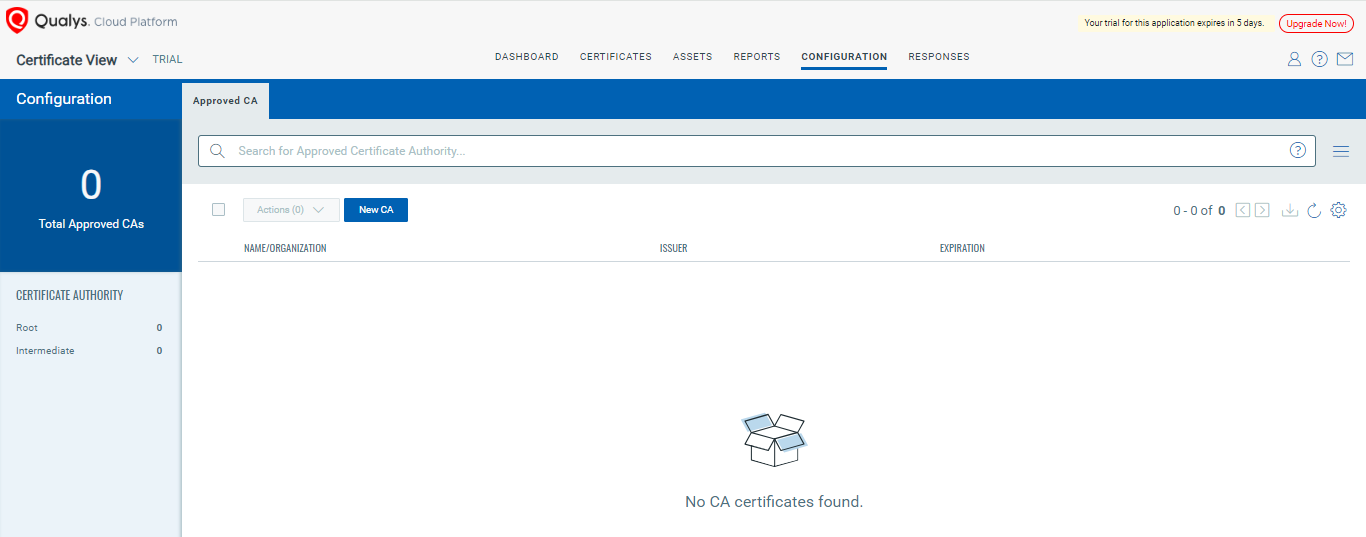 Qualys. Cloud Platform
Your trial for this application expires in 5 days. Upgrade Now!
Certificate View TRIAL DASHBOARD CERTIFICATES ASSETS REPORTS CONFIGURATION RESPONSES
Configuration Approved CA
Search for Approved Certificate Authority...
0
Total Approved CAs
Actions (0) New CA 0 - 0 of 0
NAME/ORGANIZATION ISSUER EXPIRATION
CERTIFICATE AUTHORITY
Root 0
Intermediate 0
No CA certificates found.